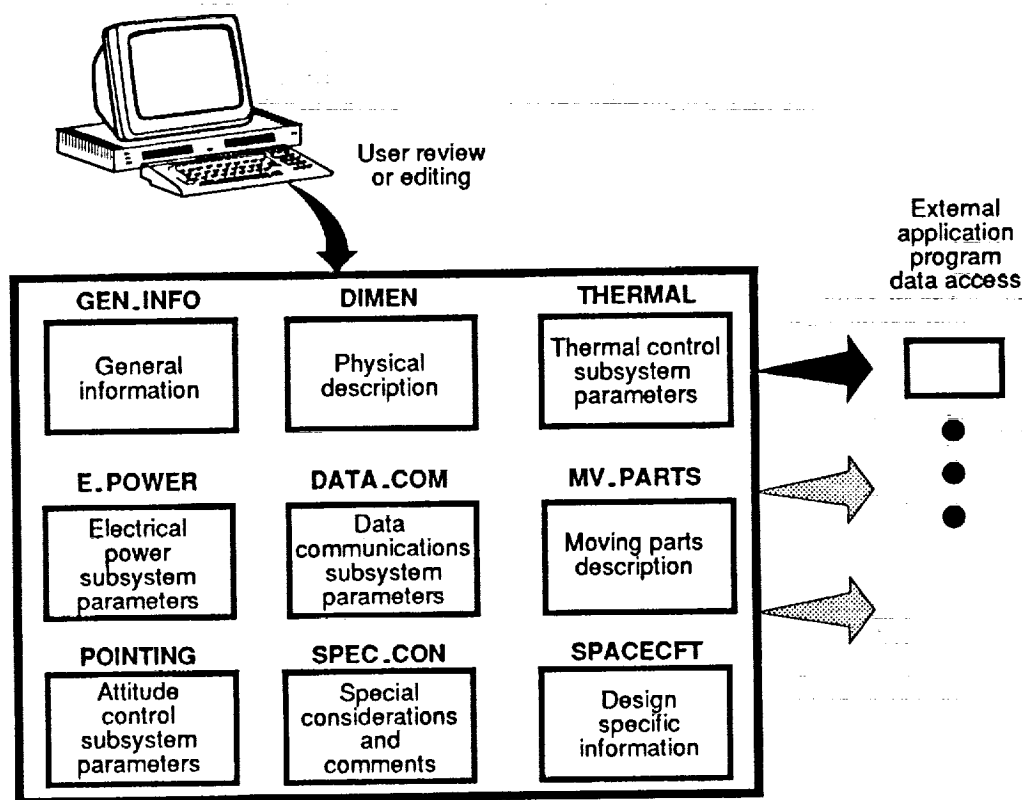 User review
or editing
External
application
program
data access
GEN.INFO
General
information
DIMEN
Physical
description
THERMAL
Thermal control
subsystem
parameters
E.POWER
Electrical
power
subsystem
parameters
DATA.COM
Data
communications
subsystem
parameters
MV.PARTS
Moving parts
description
POINTING
Attitude
control
subsystem
parameters
SPEC.CON
Special
considerations
and
comments
SPACECFT
Design
specific
information